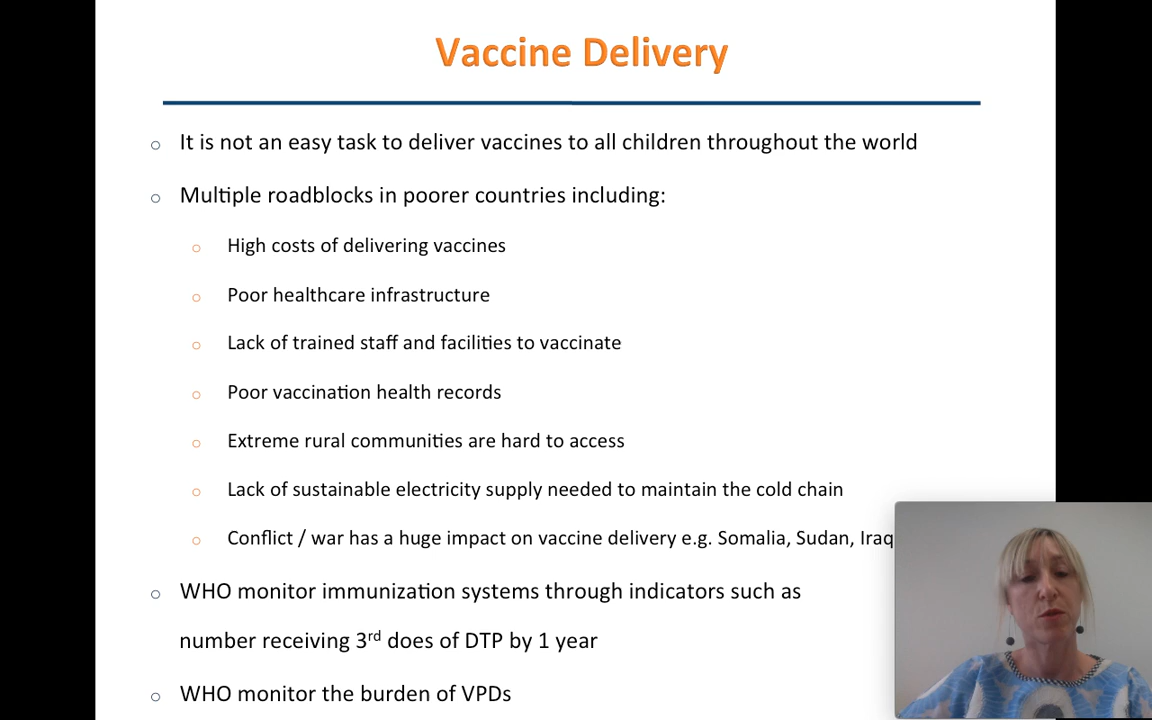 Vaccine Delivery
It is not an easy task to deliver vaccines to all children throughout the world
Multiple roadblocks in poorer countries including:
High costs of delivering vaccines
Poor healthcare infrastructure
Lack of trained staff and facilities to vaccinate
Poor vaccination health records
Extreme rural communities are hard to access
Lack of sustainable electricity supply needed to maintain the cold chain
Conflict / war has a huge impact on vaccine delivery e.g. Somalia, Sudan, Iraq
WHO monitor immunization systems through indicators such as
number receiving 3rd does of DTP by 1 year
WHO monitor the burden of VPDs